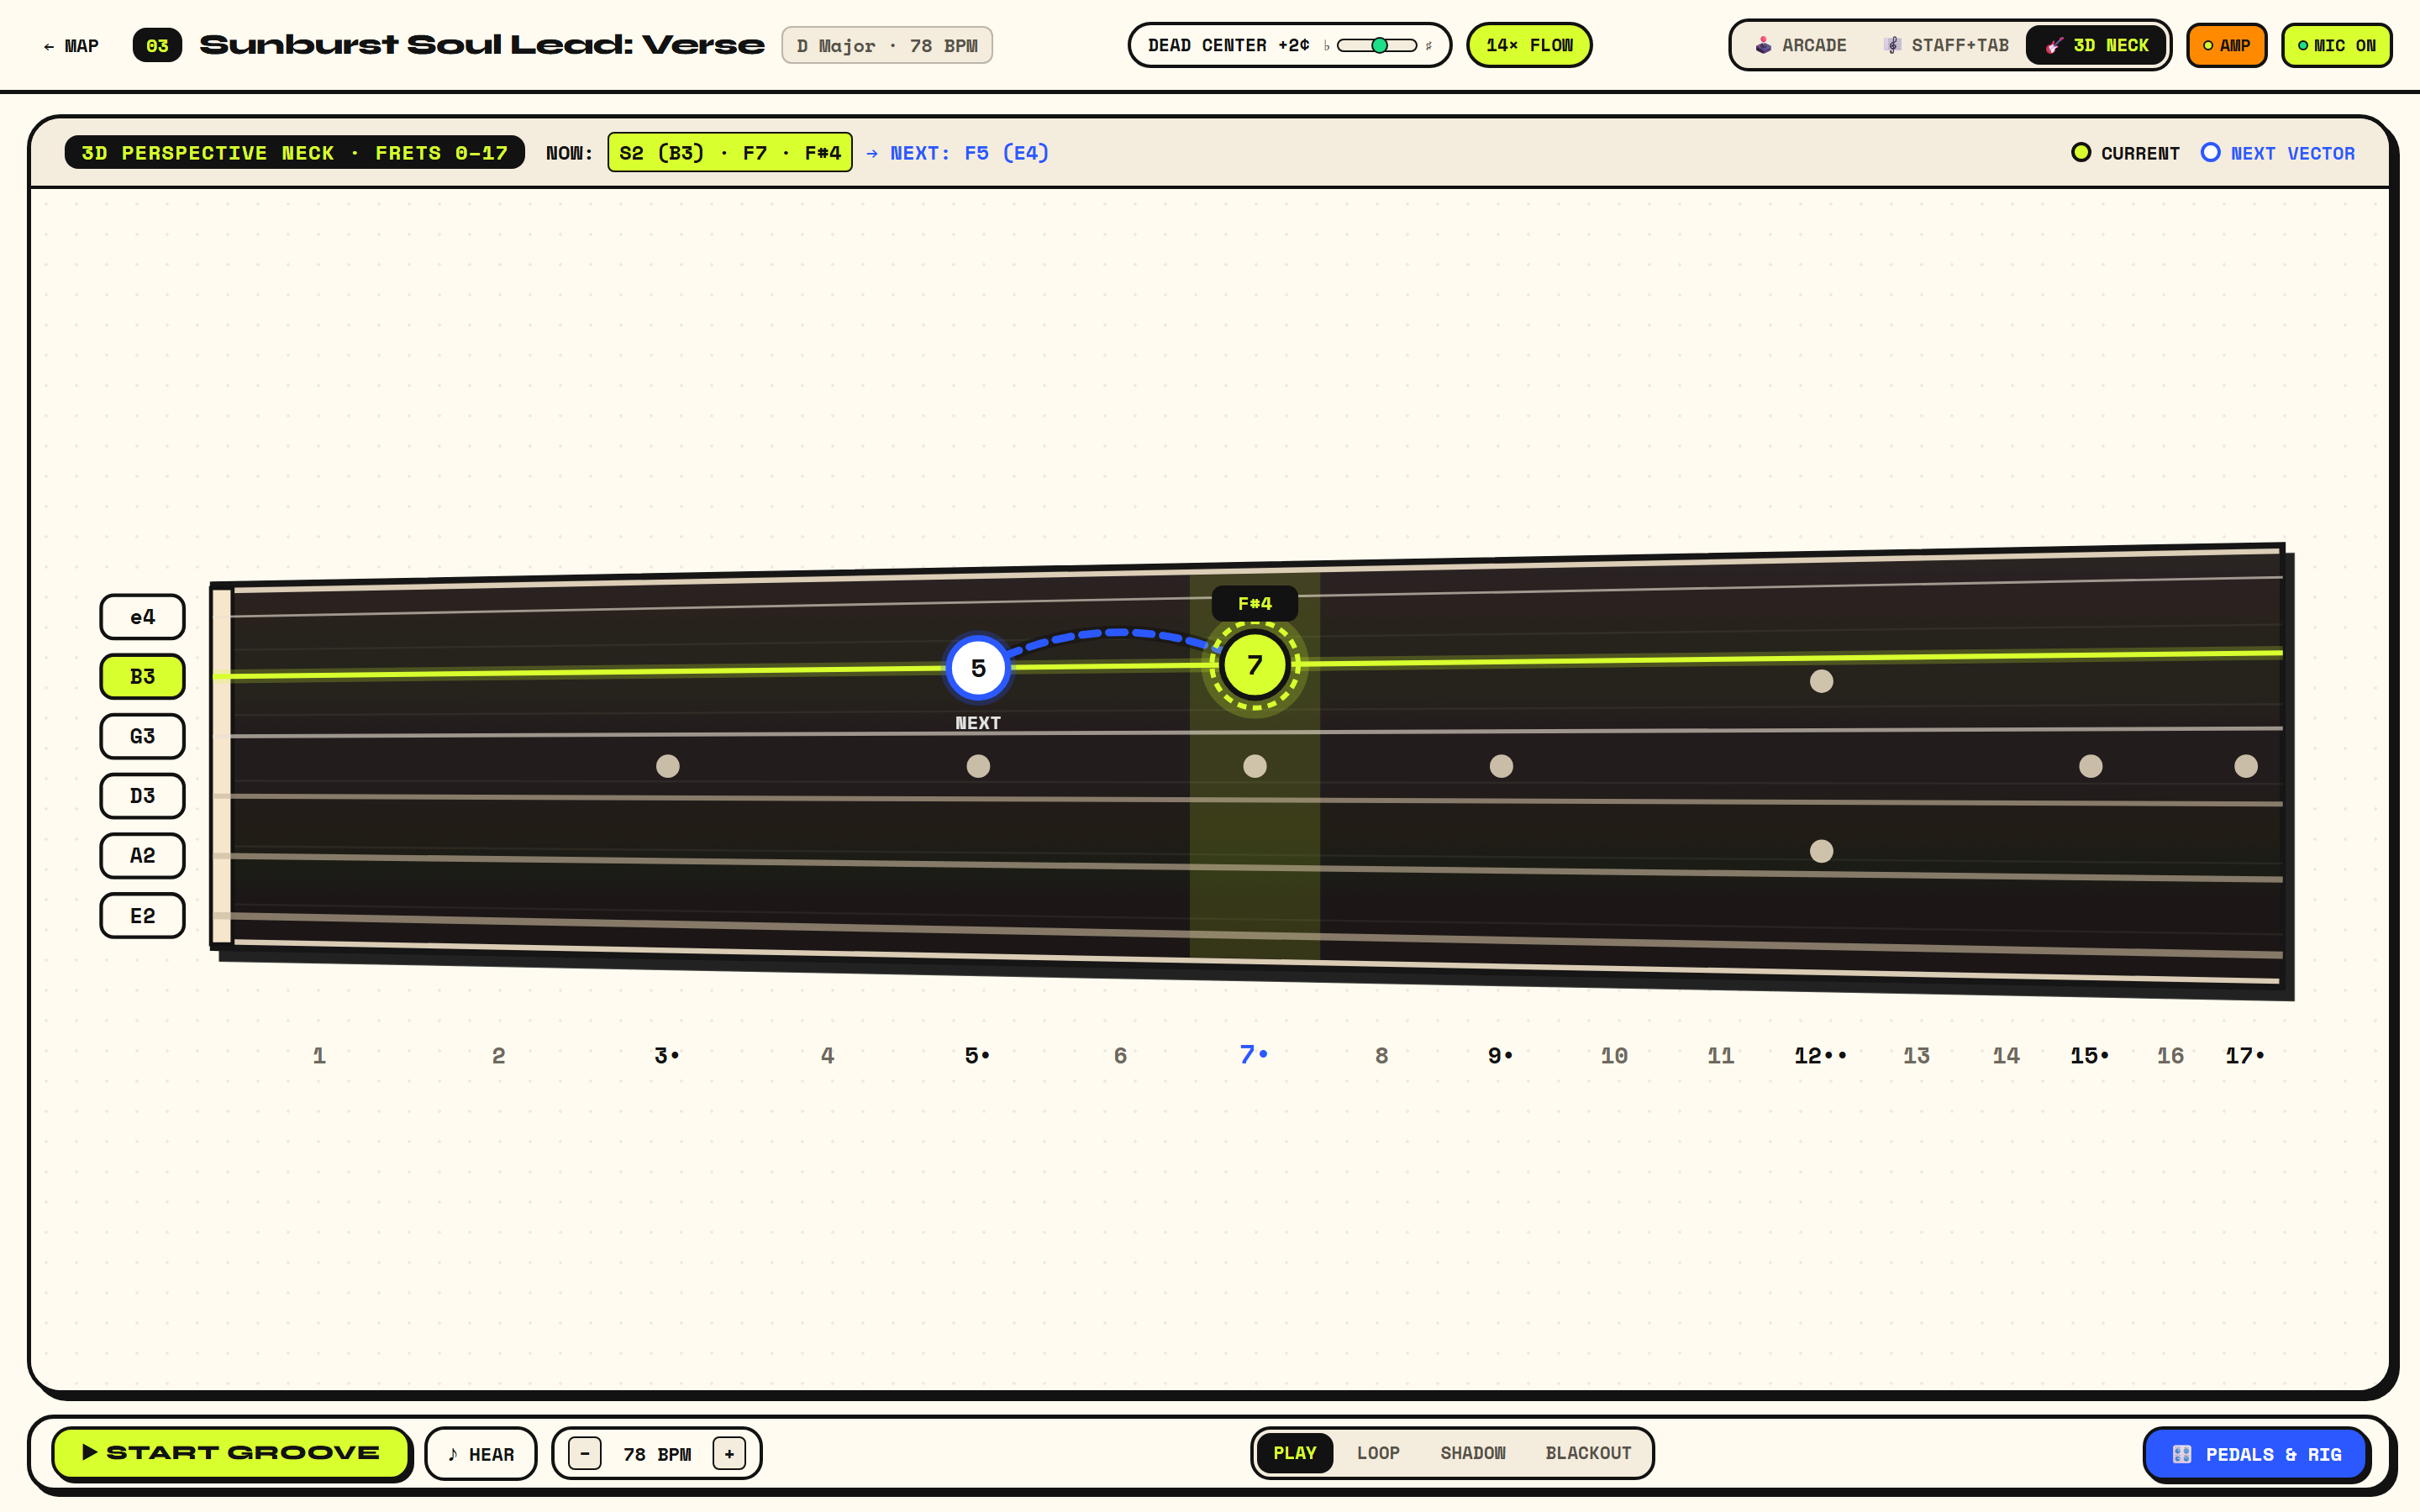 ← MAP 03 Sunburst Soul Lead: Verse D Major · 78 BPM DEAD CENTER +2¢ ♭ ♯ 14× FLOW ARCADE STAFF+TAB 3D NECK AMP MIC ON
3D PERSPECTIVE NECK · FRETS 0–17 NOW: S2 (B3) · F7 · F#4 → NEXT: F5 (E4) CURRENT NEXT VECTOR
F#4
e4
B3 5 7
NEXT
G3
D3
A2
E2
1 2 3• 4 5• 6 7• 8 9• 10 11 12•• 13 14 15• 16 17•
▶ START GROOVE ♪ HEAR − 78 BPM + PLAY LOOP SHADOW BLACKOUT PEDALS & RIG